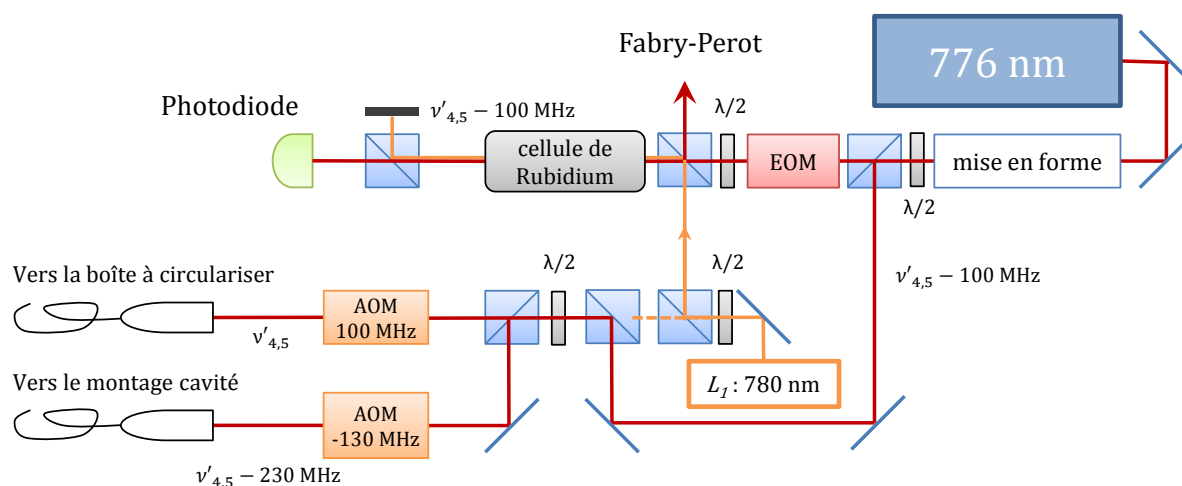 Fabry-Perot
776 nm
Photodiode
ν'4,5 − 100 MHz
λ/2
cellule de
Rubidium
EOM
mise en forme
λ/2
Vers la boîte à circulariser
λ/2
λ/2
ν'4,5 − 100 MHz
AOM
100 MHz
ν'4,5
Vers le montage cavité
L1 : 780 nm
AOM
-130 MHz
ν'4,5 − 230 MHz